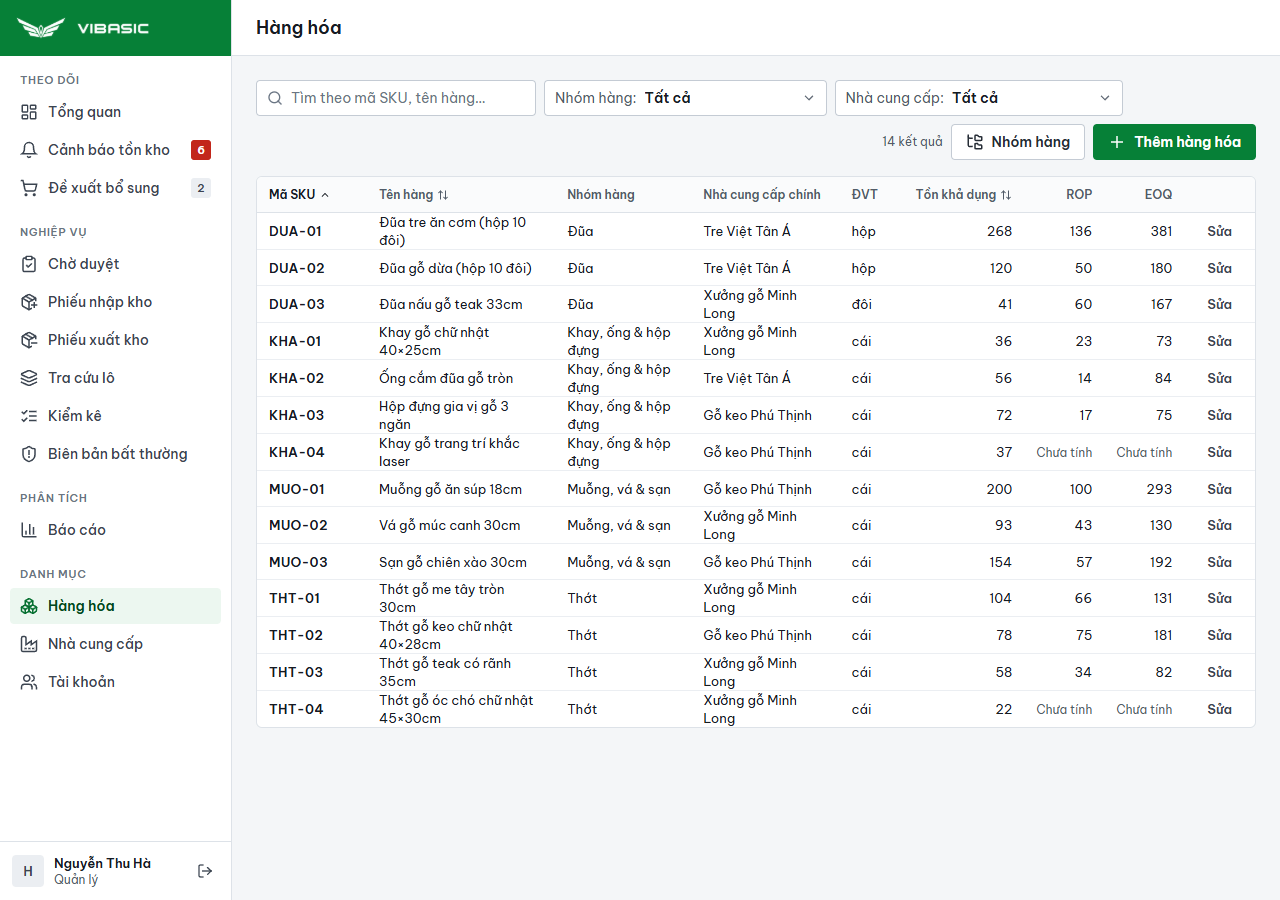 VIBASIC
Hàng hóa
THEO DÕI
Tổng quan
Cảnh báo tồn kho 6
Đề xuất bổ sung 2
NGHIỆP VỤ
Chờ duyệt
Phiếu nhập kho
Phiếu xuất kho
Tra cứu lô
Kiểm kê
Biên bản bất thường
PHÂN TÍCH
Báo cáo
DANH MỤC
Hàng hóa
Nhà cung cấp
Tài khoản
H
Nguyễn Thu Hà
Quản lý
Tìm theo mã SKU, tên hàng...
Nhóm hàng: Tất cả
Nhà cung cấp: Tất cả
14 kết quả
Nhóm hàng
Thêm hàng hóa
Mã SKU Tên hàng Nhóm hàng Nhà cung cấp chính ĐVT Tồn khả dụng ROP EOQ
DUA-01 Đũa tre ăn cơm (hộp 10 đôi) Đũa Tre Việt Tân Á hộp 268 136 381 Sửa
DUA-02 Đũa gỗ dừa (hộp 10 đôi) Đũa Tre Việt Tân Á hộp 120 50 180 Sửa
DUA-03 Đũa nấu gỗ teak 33cm Đũa Xưởng gỗ Minh Long đôi 41 60 167 Sửa
KHA-01 Khay gỗ chữ nhật 40×25cm Khay, ống & hộp đựng Xưởng gỗ Minh Long cái 36 23 73 Sửa
KHA-02 Ống cắm đũa gỗ tròn Khay, ống & hộp đựng Tre Việt Tân Á cái 56 14 84 Sửa
KHA-03 Hộp đựng gia vị gỗ 3 ngăn Khay, ống & hộp đựng Gỗ keo Phú Thịnh cái 72 17 75 Sửa
KHA-04 Khay gỗ trang trí khắc laser Khay, ống & hộp đựng Gỗ keo Phú Thịnh cái 37 Chưa tính Chưa tính Sửa
MUO-01 Muỗng gỗ ăn súp 18cm Muỗng, vá & sạn Gỗ keo Phú Thịnh cái 200 100 293 Sửa
MUO-02 Vá gỗ múc canh 30cm Muỗng, vá & sạn Xưởng gỗ Minh Long cái 93 43 130 Sửa
MUO-03 Sạn gỗ chiên xào 30cm Muỗng, vá & sạn Gỗ keo Phú Thịnh cái 154 57 192 Sửa
THT-01 Thớt gỗ me tây tròn 30cm Thớt Xưởng gỗ Minh Long cái 104 66 131 Sửa
THT-02 Thớt gỗ keo chữ nhật 40×28cm Thớt Gỗ keo Phú Thịnh cái 78 75 181 Sửa
THT-03 Thớt gỗ teak có rãnh 35cm Thớt Xưởng gỗ Minh Long cái 58 34 82 Sửa
THT-04 Thớt gỗ óc chó chữ nhật 45×30cm Thớt Xưởng gỗ Minh Long cái 22 Chưa tính Chưa tính Sửa